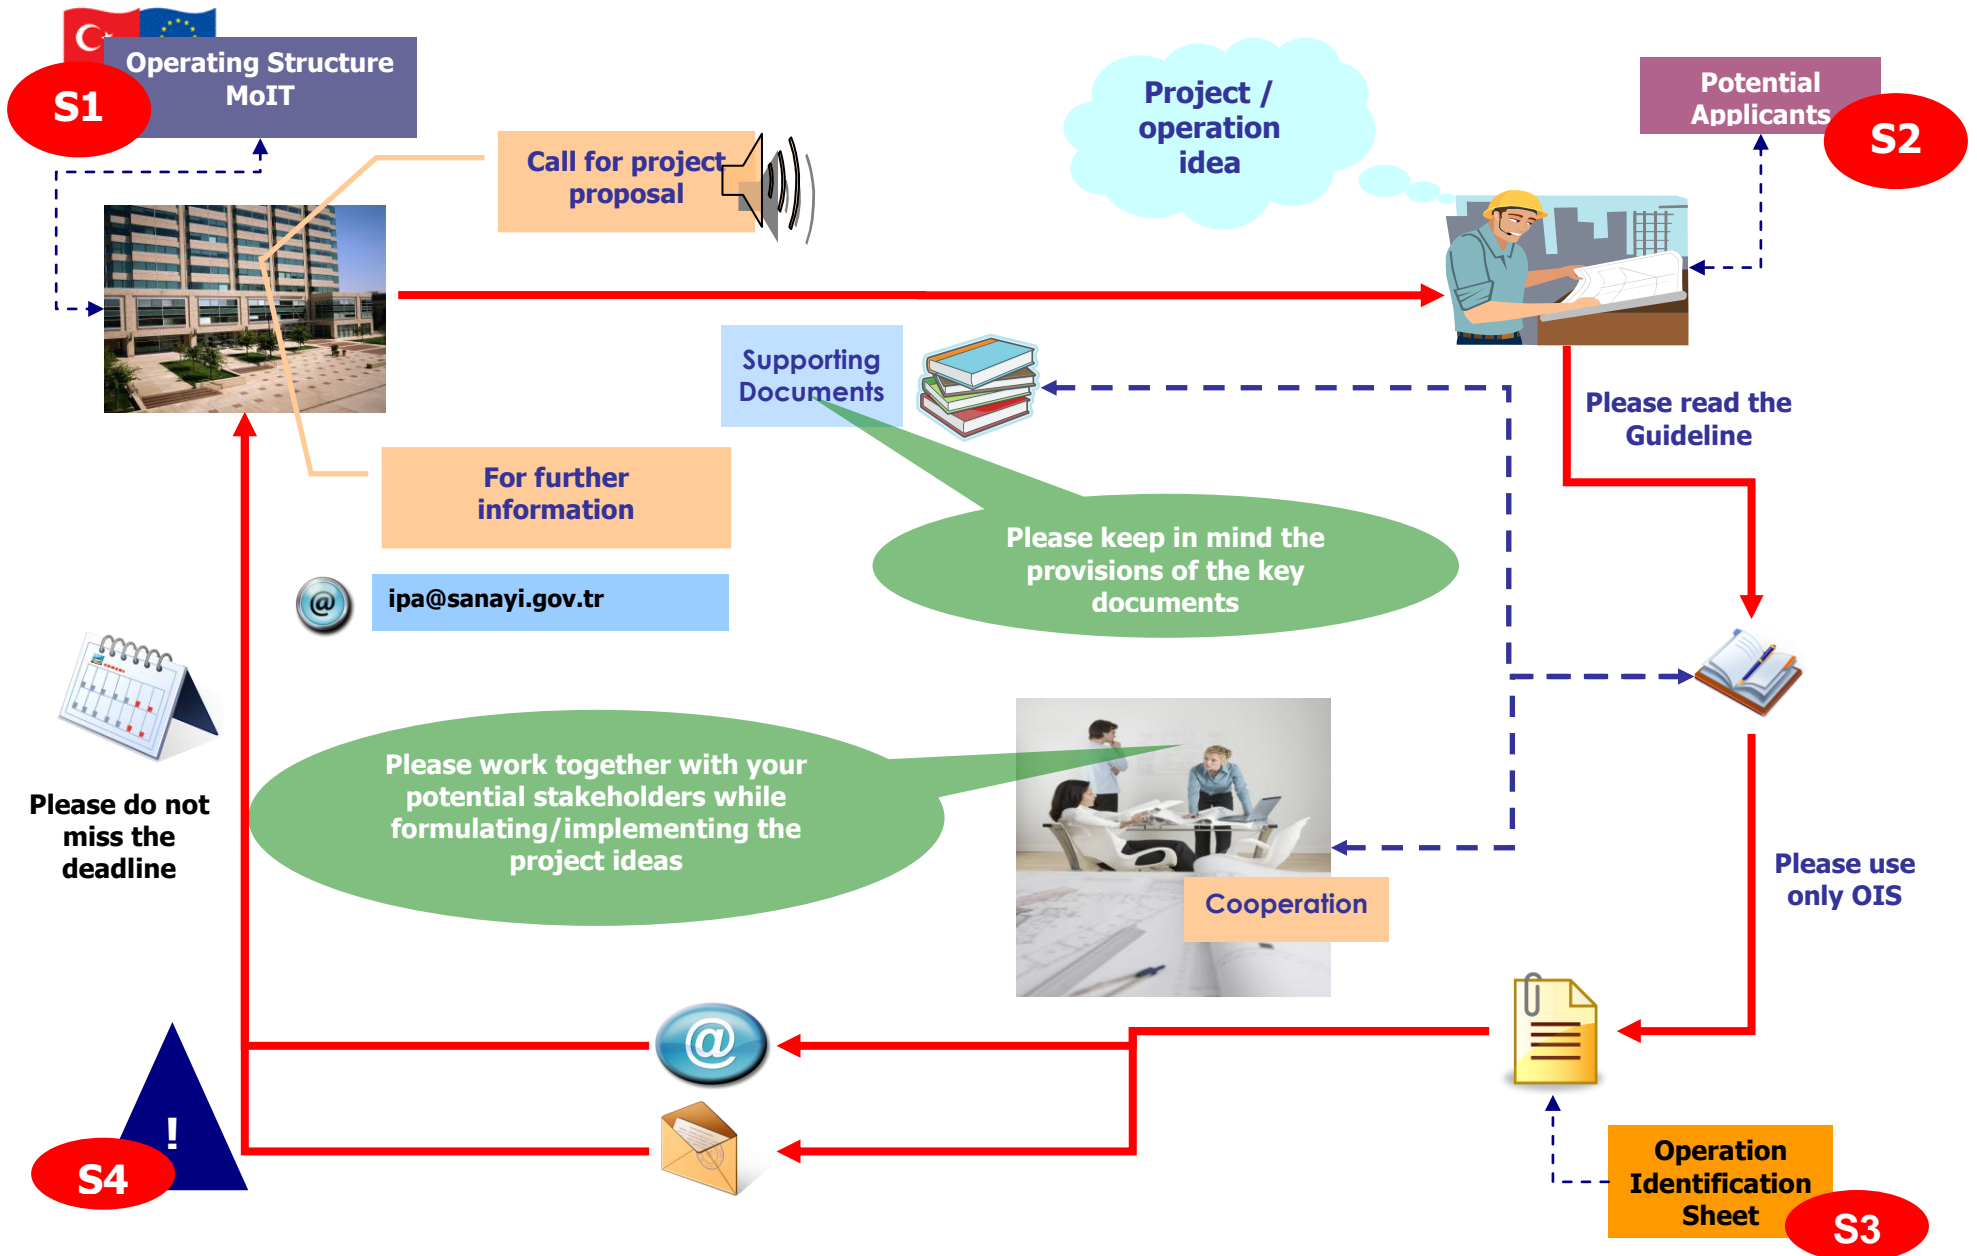 Operating Structure
MoIT
S1
Call for project
proposal
Project /
operation
idea
Potential
Applicants
S2
Supporting
Documents
Please read the
Guideline
For further
information
Please keep in mind the
provisions of the key
documents
@
ipa@sanayi.gov.tr
Please work together with your
potential stakeholders while
formulating/implementing the
project ideas
Please do not
miss the
deadline
Cooperation
Please use
only OIS
@
!
S4
Operation
Identification
Sheet
S3